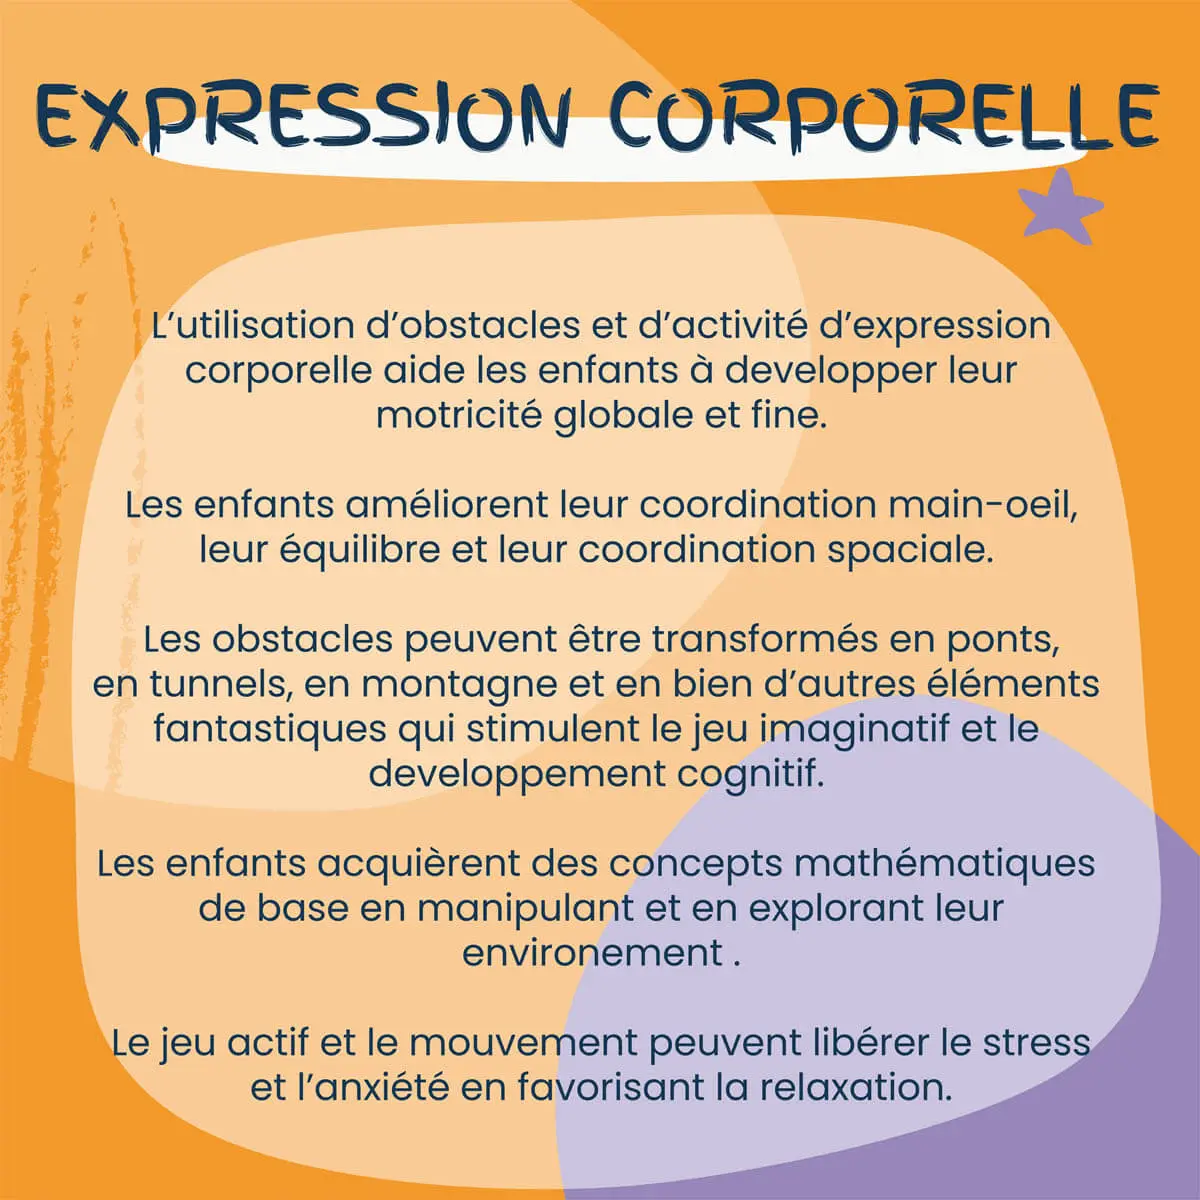 EXPRESSION CORPORELLE
L’utilisation d’obstacles et d’activité d’expression
corporelle aide les enfants à developper leur
motricité globale et fine.
Les enfants améliorent leur coordination main-oeil,
leur équilibre et leur coordination spaciale.
Les obstacles peuvent être transformés en ponts,
en tunnels, en montagne et en bien d’autres éléments
fantastiques qui stimulent le jeu imaginatif et le
developpement cognitif.
Les enfants acquièrent des concepts mathématiques
de base en manipulant et en explorant leur
environement .
Le jeu actif et le mouvement peuvent libérer le stress
et l’anxiété en favorisant la relaxation.